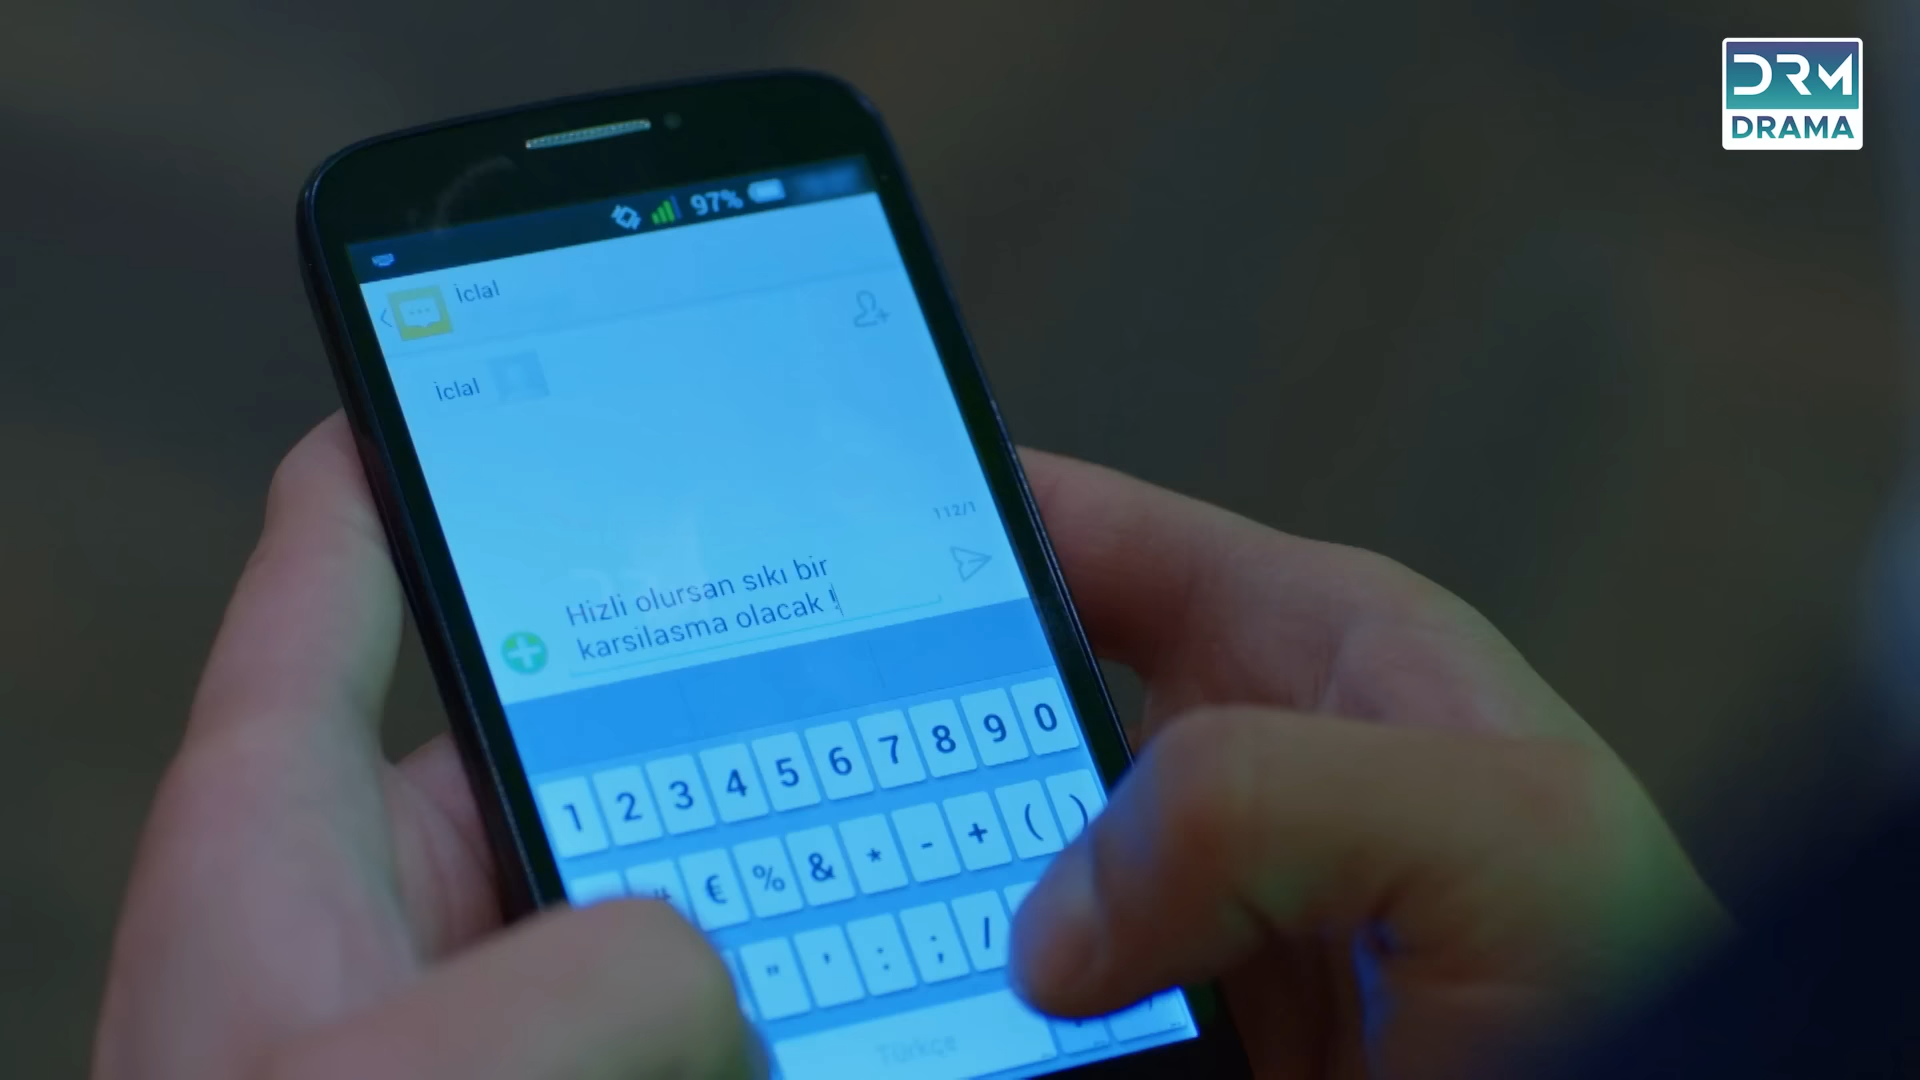 DRM
DRAMA
97%
İclal
İclal
112/1
Hizli olursan sıkı bir
karsilasma olacak !
1 2 3 4 5 6 7 8 9 0
€ % & * - + ( )
" ' : ; /
Türkçe